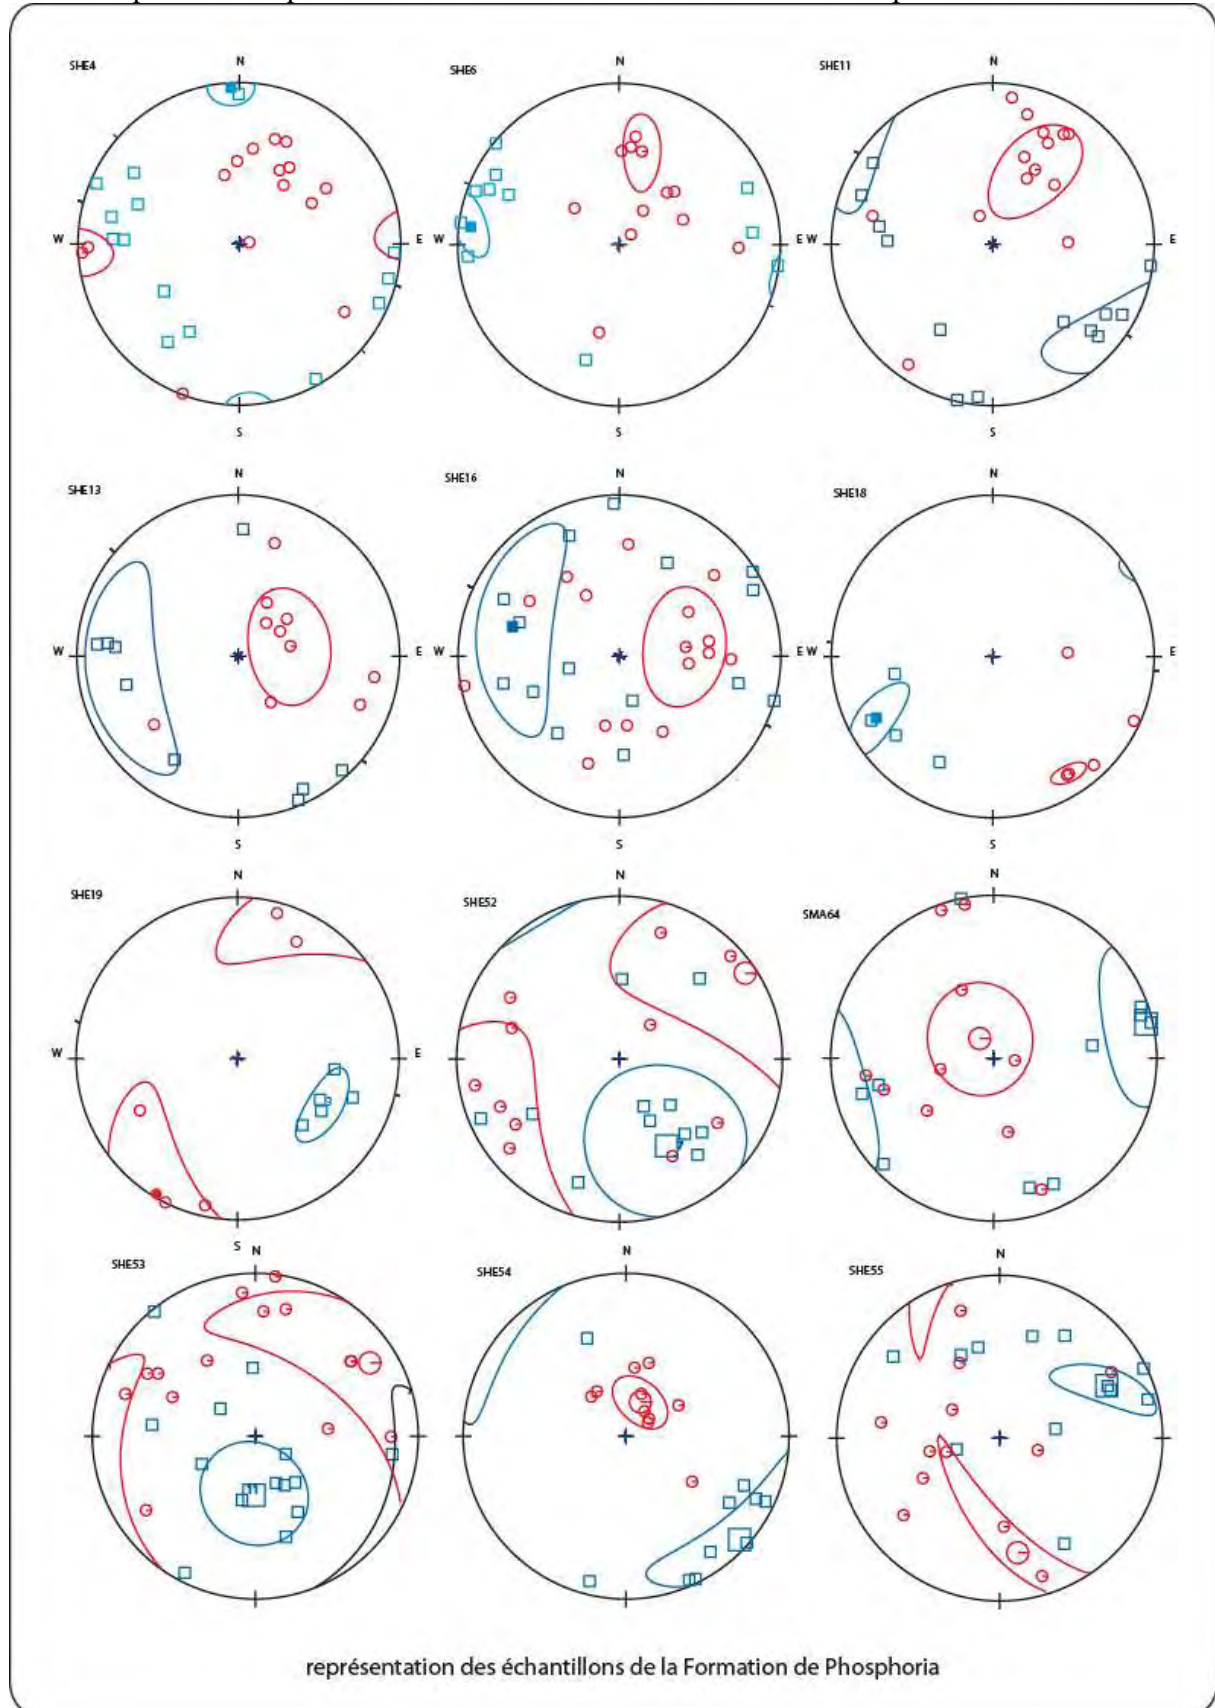 SHE4 N SHE6 N SHE11 N
W E W E W E
S S S
SHE13 N SHE16 N SHE18 N
W E W E W E
S S S
SHE19 N SHE52 N SMA64 N
W E
S
SHE53 N SHE54 N SHE55 N
11
représentation des échantillons de la Formation de Phosphoria